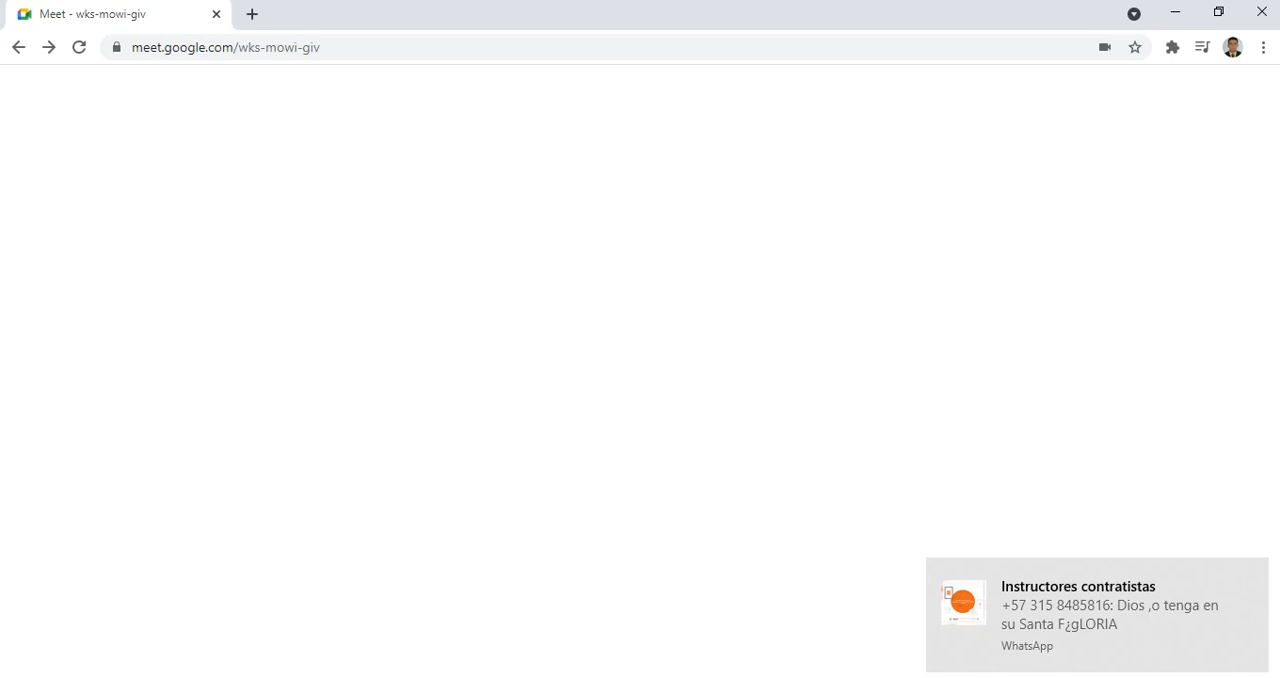 Meet - wks-mowi-giv
meet.google.com/wks-mowi-giv
Instructores contratistas
+57 315 8485816: Dios ,o tenga en
su Santa F¿gLORIA
WhatsApp